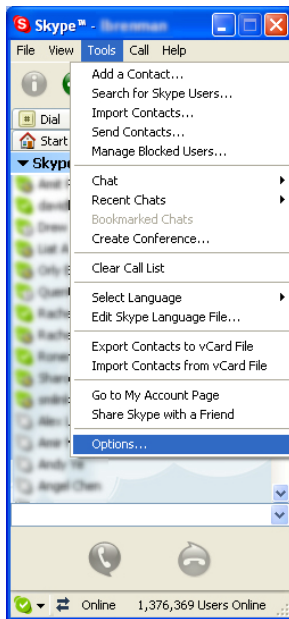 Skype™ -
File View Tools Call Help
Add a Contact...
Search for Skype Users...
Import Contacts...
Send Contacts...
Manage Blocked Users...
Chat
Recent Chats
Bookmarked Chats
Create Conference...
Clear Call List
Select Language
Edit Skype Language File...
Export Contacts to vCard File
Import Contacts from vCard File
Go to My Account Page
Share Skype with a Friend
Options...
Dial
Start
Skype
Online 1,376,369 Users Online